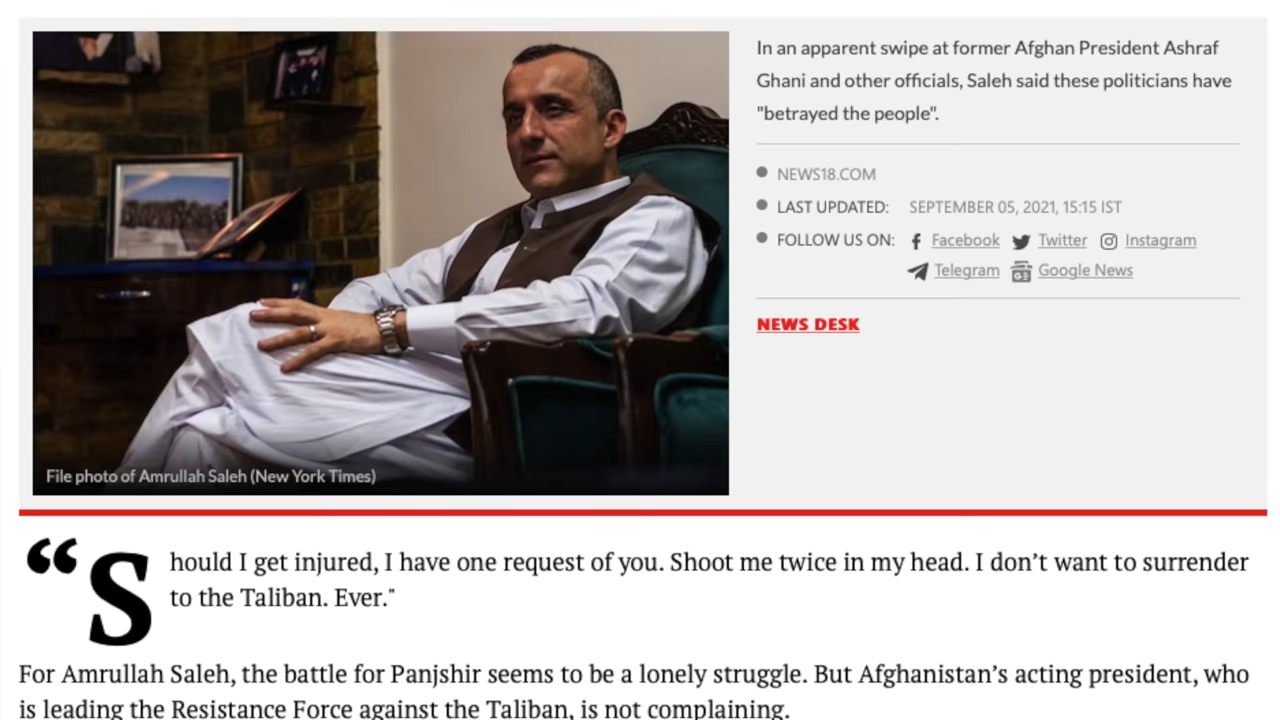 In an apparent swipe at former Afghan President Ashraf
Ghani and other officials, Saleh said these politicians have
"betrayed the people".
NEWS18.COM
LAST UPDATED: SEPTEMBER 05, 2021, 15:15 IST
FOLLOW US ON: Facebook Twitter Instagram
Telegram Google News
NEWS DESK
File photo of Amrullah Saleh (New York Times)
“Should I get injured, I have one request of you. Shoot me twice in my head. I don’t want to surrender
to the Taliban. Ever."
For Amrullah Saleh, the battle for Panjshir seems to be a lonely struggle. But Afghanistan’s acting president, who
is leading the Resistance Force against the Taliban, is not complaining.